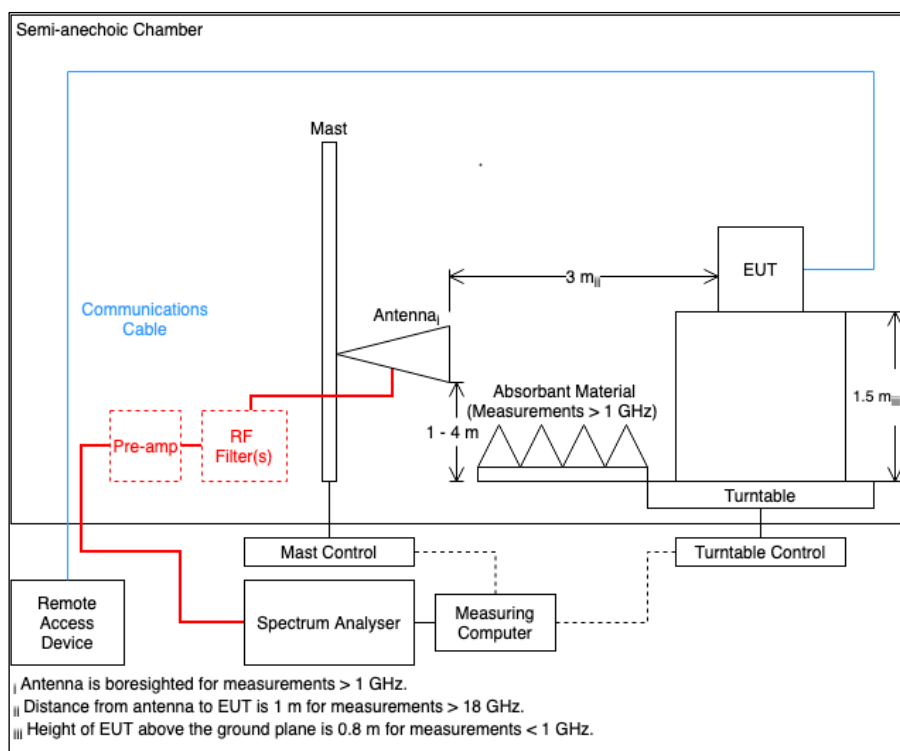 Semi-anechoic Chamber
Mast
EUT
3 mii
Communications
Cable
Antennai
Absorbant Material
(Measurements > 1 GHz)
1.5 miii
1 - 4 m
Pre-amp
RF
Filter(s)
Turntable
Mast Control
Turntable Control
Remote
Access
Device
Spectrum Analyser
Measuring
Computer
i Antenna is boresighted for measurements > 1 GHz.
ii Distance from antenna to EUT is 1 m for measurements > 18 GHz.
iii Height of EUT above the ground plane is 0.8 m for measurements < 1 GHz.